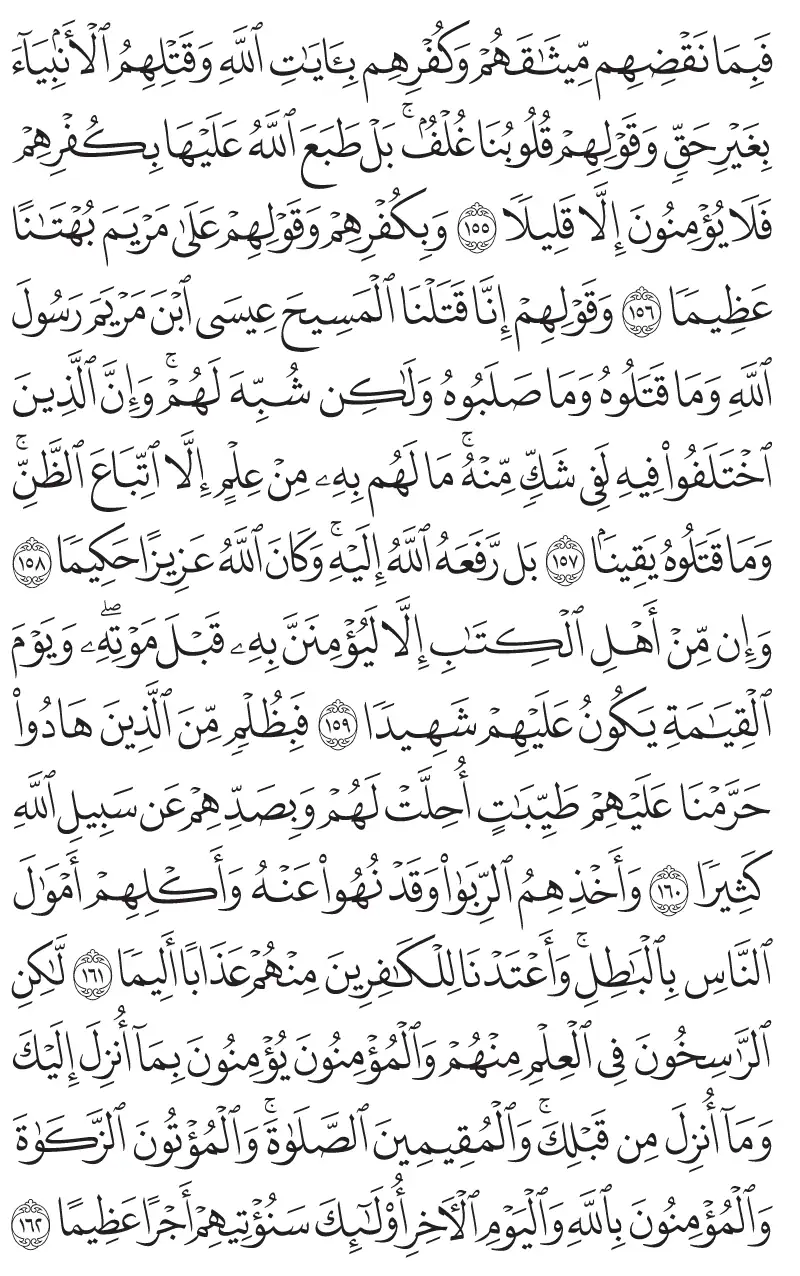 فَبِمَا نَقْضِهِم مِّيثَٰقَهُمْ وَكُفْرِهِم بِـَٔايَٰتِ ٱللَّهِ وَقَتْلِهِمُ ٱلْأَنۢبِيَآءَ
بِغَيْرِ حَقٍّ وَقَوْلِهِمْ قُلُوبُنَا غُلْفٌۢ ۚ بَلْ طَبَعَ ٱللَّهُ عَلَيْهَا بِكُفْرِهِمْ
فَلَا يُؤْمِنُونَ إِلَّا قَلِيلًا ١٥٥ وَبِكُفْرِهِمْ وَقَوْلِهِمْ عَلَىٰ مَرْيَمَ بُهْتَٰنًا
عَظِيمًا ١٥٦ وَقَوْلِهِمْ إِنَّا قَتَلْنَا ٱلْمَسِيحَ عِيسَى ٱبْنَ مَرْيَمَ رَسُولَ
ٱللَّهِ وَمَا قَتَلُوهُ وَمَا صَلَبُوهُ وَلَٰكِن شُبِّهَ لَهُمْ ۚ وَإِنَّ ٱلَّذِينَ
ٱخْتَلَفُوا۟ فِيهِ لَفِى شَكٍّ مِّنْهُ ۚ مَا لَهُم بِهِۦ مِنْ عِلْمٍ إِلَّا ٱتِّبَاعَ ٱلظَّنِّ ۚ
وَمَا قَتَلُوهُ يَقِينًۢا ١٥٧ بَل رَّفَعَهُ ٱللَّهُ إِلَيْهِ ۚ وَكَانَ ٱللَّهُ عَزِيزًا حَكِيمًا ١٥٨
وَإِن مِّنْ أَهْلِ ٱلْكِتَٰبِ إِلَّا لَيُؤْمِنَنَّ بِهِۦ قَبْلَ مَوْتِهِۦ ۖ وَيَوْمَ
ٱلْقِيَٰمَةِ يَكُونُ عَلَيْهِمْ شَهِيدًا ١٥٩ فَبِظُلْمٍ مِّنَ ٱلَّذِينَ هَادُوا۟
حَرَّمْنَا عَلَيْهِمْ طَيِّبَٰتٍ أُحِلَّتْ لَهُمْ وَبِصَدِّهِمْ عَن سَبِيلِ ٱللَّهِ
كَثِيرًا ١٦٠ وَأَخْذِهِمُ ٱلرِّبَوٰا۟ وَقَدْ نُهُوا۟ عَنْهُ وَأَكْلِهِمْ أَمْوَٰلَ
ٱلنَّاسِ بِٱلْبَٰطِلِ ۚ وَأَعْتَدْنَا لِلْكَٰفِرِينَ مِنْهُمْ عَذَابًا أَلِيمًا ١٦١ لَّٰكِنِ
ٱلرَّٰسِخُونَ فِى ٱلْعِلْمِ مِنْهُمْ وَٱلْمُؤْمِنُونَ يُؤْمِنُونَ بِمَآ أُنزِلَ إِلَيْكَ
وَمَآ أُنزِلَ مِن قَبْلِكَ ۚ وَٱلْمُقِيمِينَ ٱلصَّلَوٰةَ ۚ وَٱلْمُؤْتُونَ ٱلزَّكَوٰةَ
وَٱلْمُؤْمِنُونَ بِٱللَّهِ وَٱلْيَوْمِ ٱلْـَٔاخِرِ أُو۟لَٰٓئِكَ سَنُؤْتِيهِمْ أَجْرًا عَظِيمًا ١٦٢